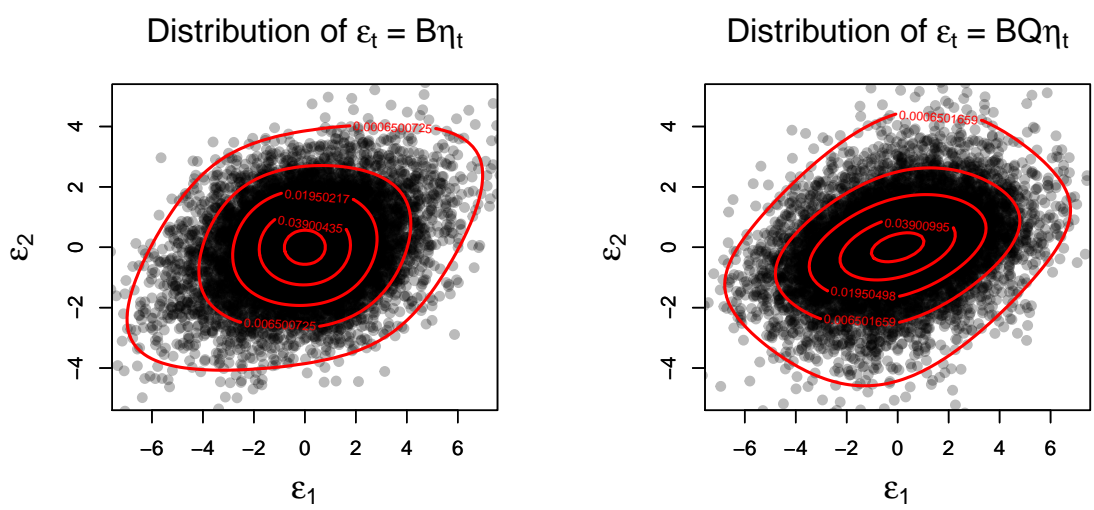 Distribution of εt = Bηt
4
2
0
−2
−4
ε2
−6 −4 −2 0 2 4 6
ε1
0.0006500725
0.01950217
0.03900435
0.006500725
Distribution of εt = BQηt
4
2
0
−2
−4
ε2
−6 −4 −2 0 2 4 6
ε1
0.0006501659
0.03900995
0.01950498
0.006501659